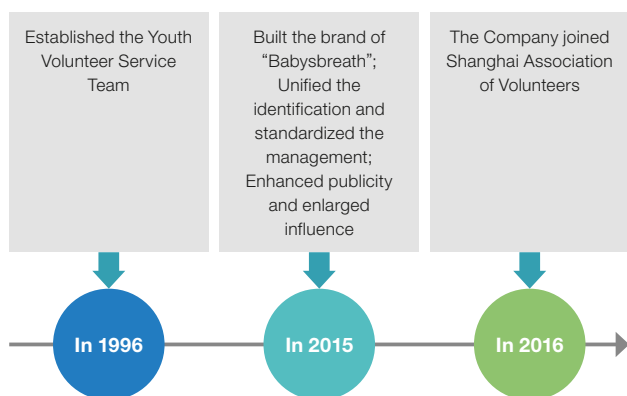 Established the Youth
Volunteer Service
Team
Built the brand of
“Babysbreath”;
Unified the
identification and
standardized the
management;
Enhanced publicity
and enlarged
influence
The Company joined
Shanghai Association
of Volunteers
In 1996
In 2015
In 2016